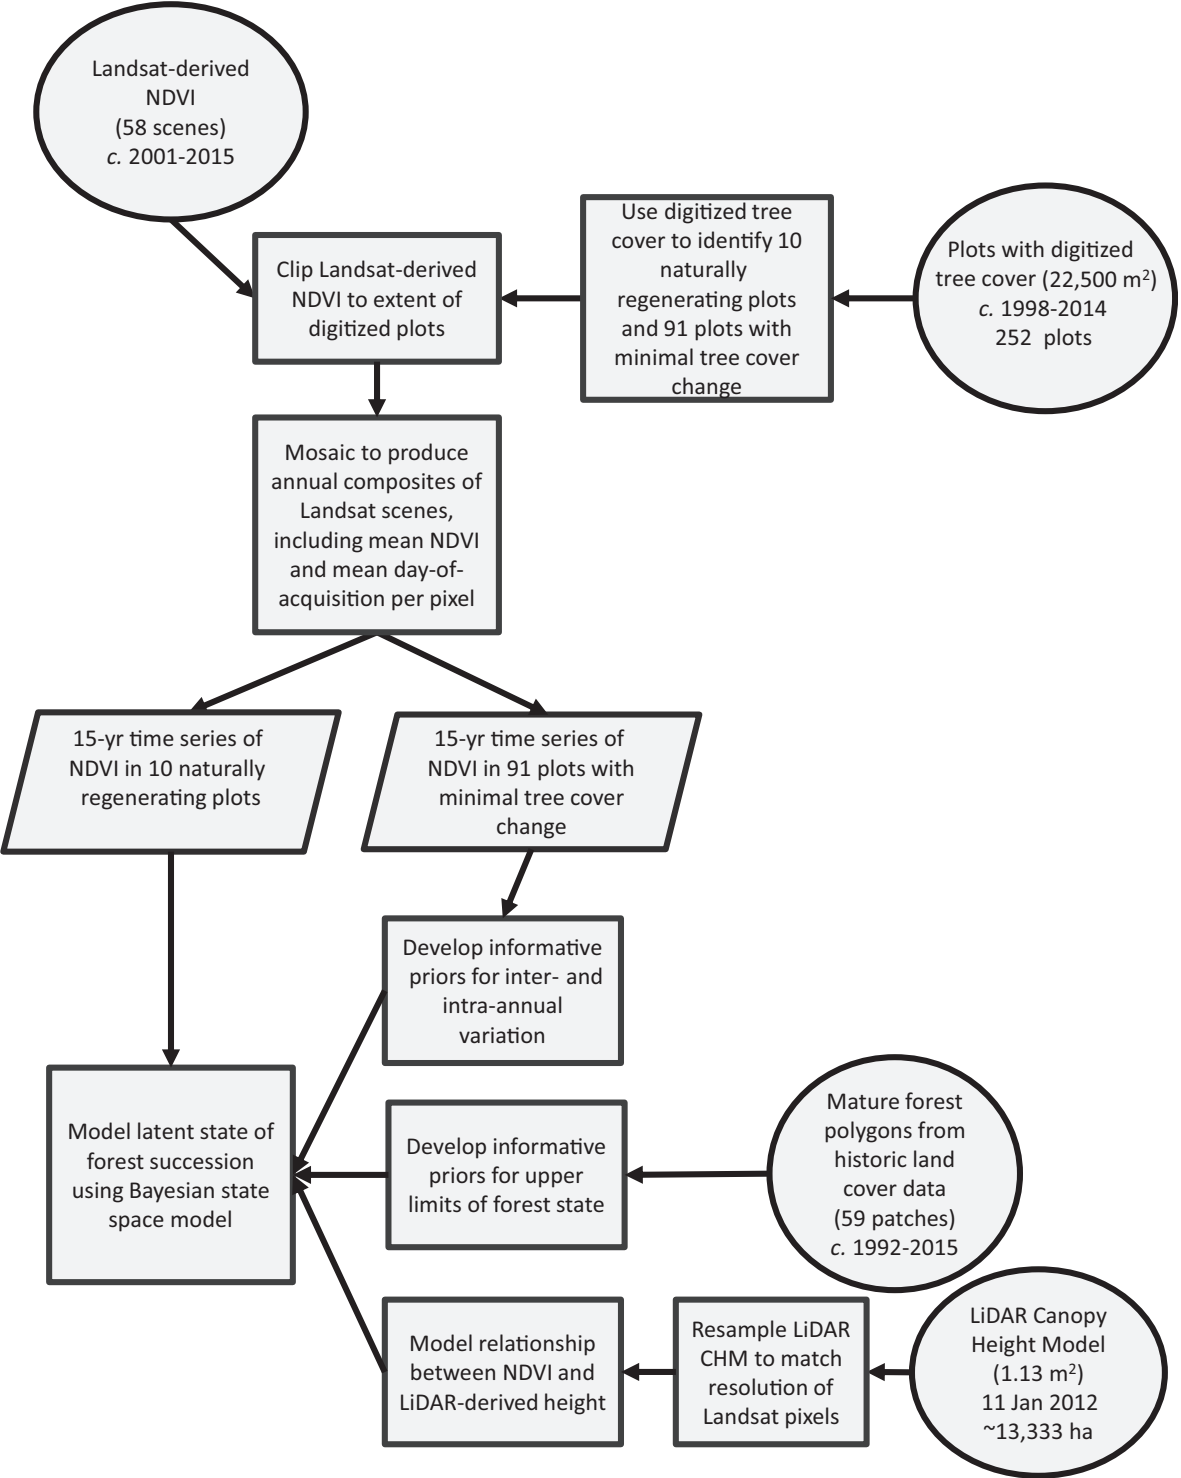 Landsat-derived
NDVI
(58 scenes)
c. 2001-2015
Clip Landsat-derived
NDVI to extent of
digitized plots
Use digitized tree
cover to identify 10
naturally
regenerating plots
and 91 plots with
minimal tree cover
change
Plots with digitized
tree cover (22,500 m²)
c. 1998-2014
252 plots
Mosaic to produce
annual composites of
Landsat scenes,
including mean NDVI
and mean day-of-
acquisition per pixel
15-yr time series of
NDVI in 10 naturally
regenerating plots
15-yr time series of
NDVI in 91 plots with
minimal tree cover
change
Develop informative
priors for inter- and
intra-annual
variation
Model latent state of
forest succession
using Bayesian state
space model
Develop informative
priors for upper
limits of forest state
Mature forest
polygons from
historic land
cover data
(59 patches)
c. 1992-2015
Model relationship
between NDVI and
LiDAR-derived height
Resample LiDAR
CHM to match
resolution of
Landsat pixels
LiDAR Canopy
Height Model
(1.13 m²)
11 Jan 2012
~13,333 ha